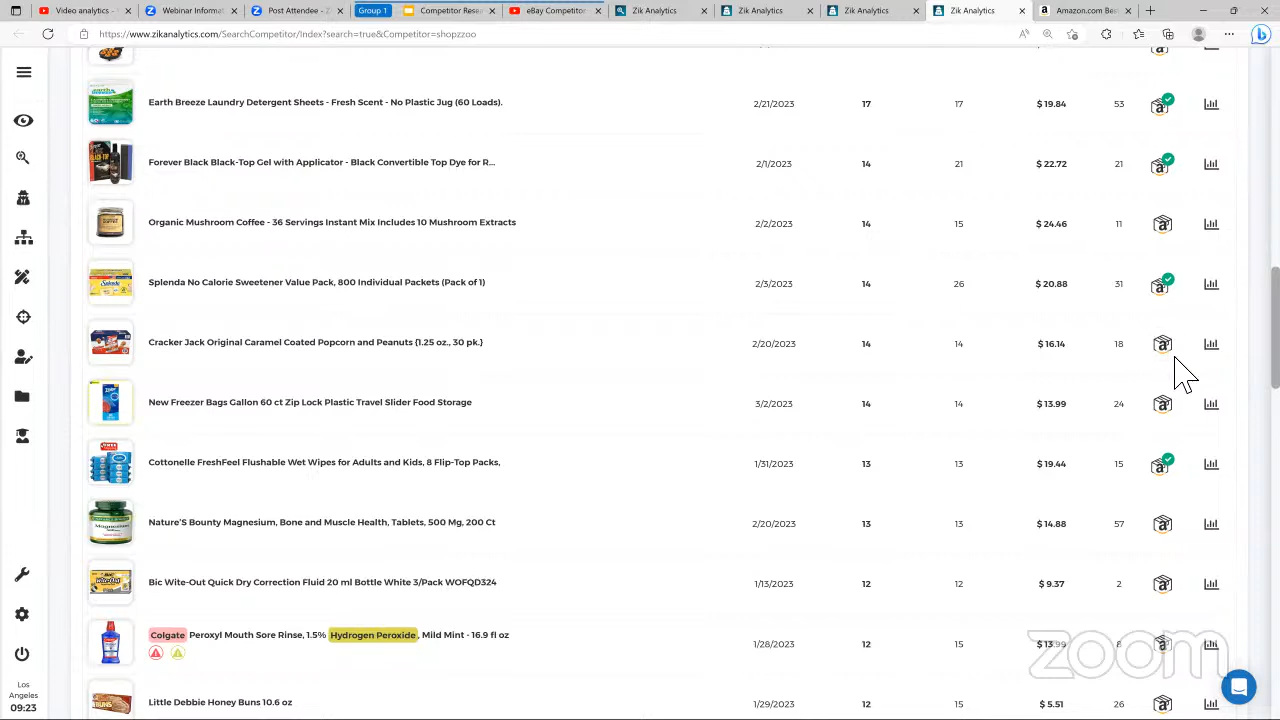 Video Analytics - You
Webinar Informati
Post Attendee - Z
Group 1
Competitor Resea
eBay Competitor
Zik Analytics
Zik Analytics
Zik Analytics
Zik Analytics
Amazon.com
https://www.zikanalytics.com/SearchCompetitor/Index?search=true&Competitor=shopzzoo
Earth Breeze Laundry Detergent Sheets - Fresh Scent - No Plastic Jug (60 Loads). 2/21/2023 17 $ 19.84 53
Forever Black Black-Top Gel with Applicator - Black Convertible Top Dye for R... 2/1/2023 14 21 $ 22.72 21
Organic Mushroom Coffee - 36 Servings Instant Mix Includes 10 Mushroom Extracts 2/2/2023 14 15 $ 24.46 11
Splenda No Calorie Sweetener Value Pack, 800 Individual Packets (Pack of 1) 2/3/2023 14 26 $ 20.88 31
Cracker Jack Original Caramel Coated Popcorn and Peanuts {1.25 oz., 30 pk.} 2/20/2023 14 14 $ 16.14 18
New Freezer Bags Gallon 60 ct Zip Lock Plastic Travel Slider Food Storage 3/2/2023 14 14 $ 13.99 24
Cottonelle FreshFeel Flushable Wet Wipes for Adults and Kids, 8 Flip-Top Packs, 1/31/2023 13 13 $ 19.44 15
Nature'S Bounty Magnesium, Bone and Muscle Health, Tablets, 500 Mg, 200 Ct 2/20/2023 13 13 $ 14.88 57
Bic Wite-Out Quick Dry Correction Fluid 20 ml Bottle White 3/Pack WOFQD324 1/13/2023 12 12 $ 9.37 2
Colgate Peroxyl Mouth Sore Rinse, 1.5% Hydrogen Peroxide , Mild Mint - 16.9 fl oz 1/28/2023 12 15 $ 13.99 8
zoom
Little Debbie Honey Buns 10.6 oz 1/29/2023 12 15 $ 5.51 26
Los
Angeles
09:23